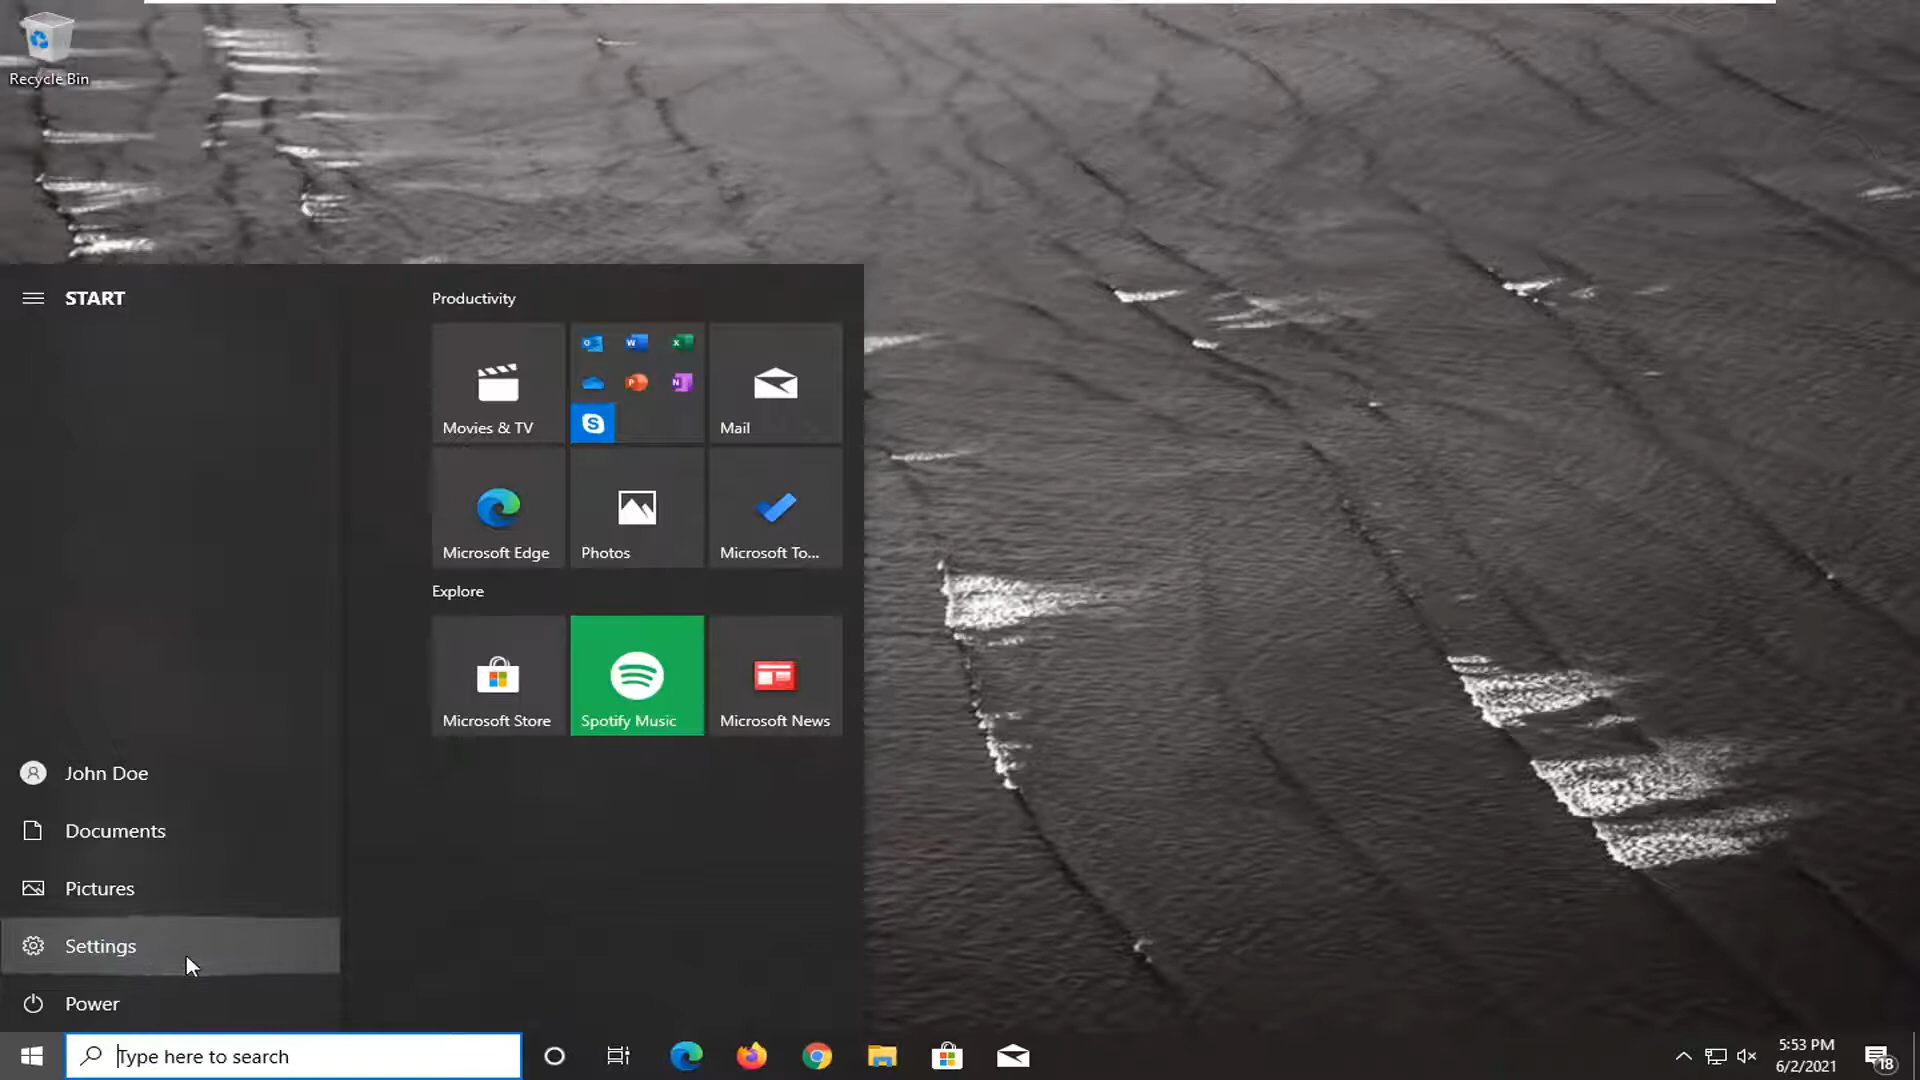 Recycle Bin
START
Productivity
Movies & TV
Mail
Microsoft Edge
Photos
Microsoft To...
Explore
Microsoft Store
Spotify Music
Microsoft News
John Doe
Documents
Pictures
Settings
Power
Type here to search
5:53 PM
6/2/2021
18